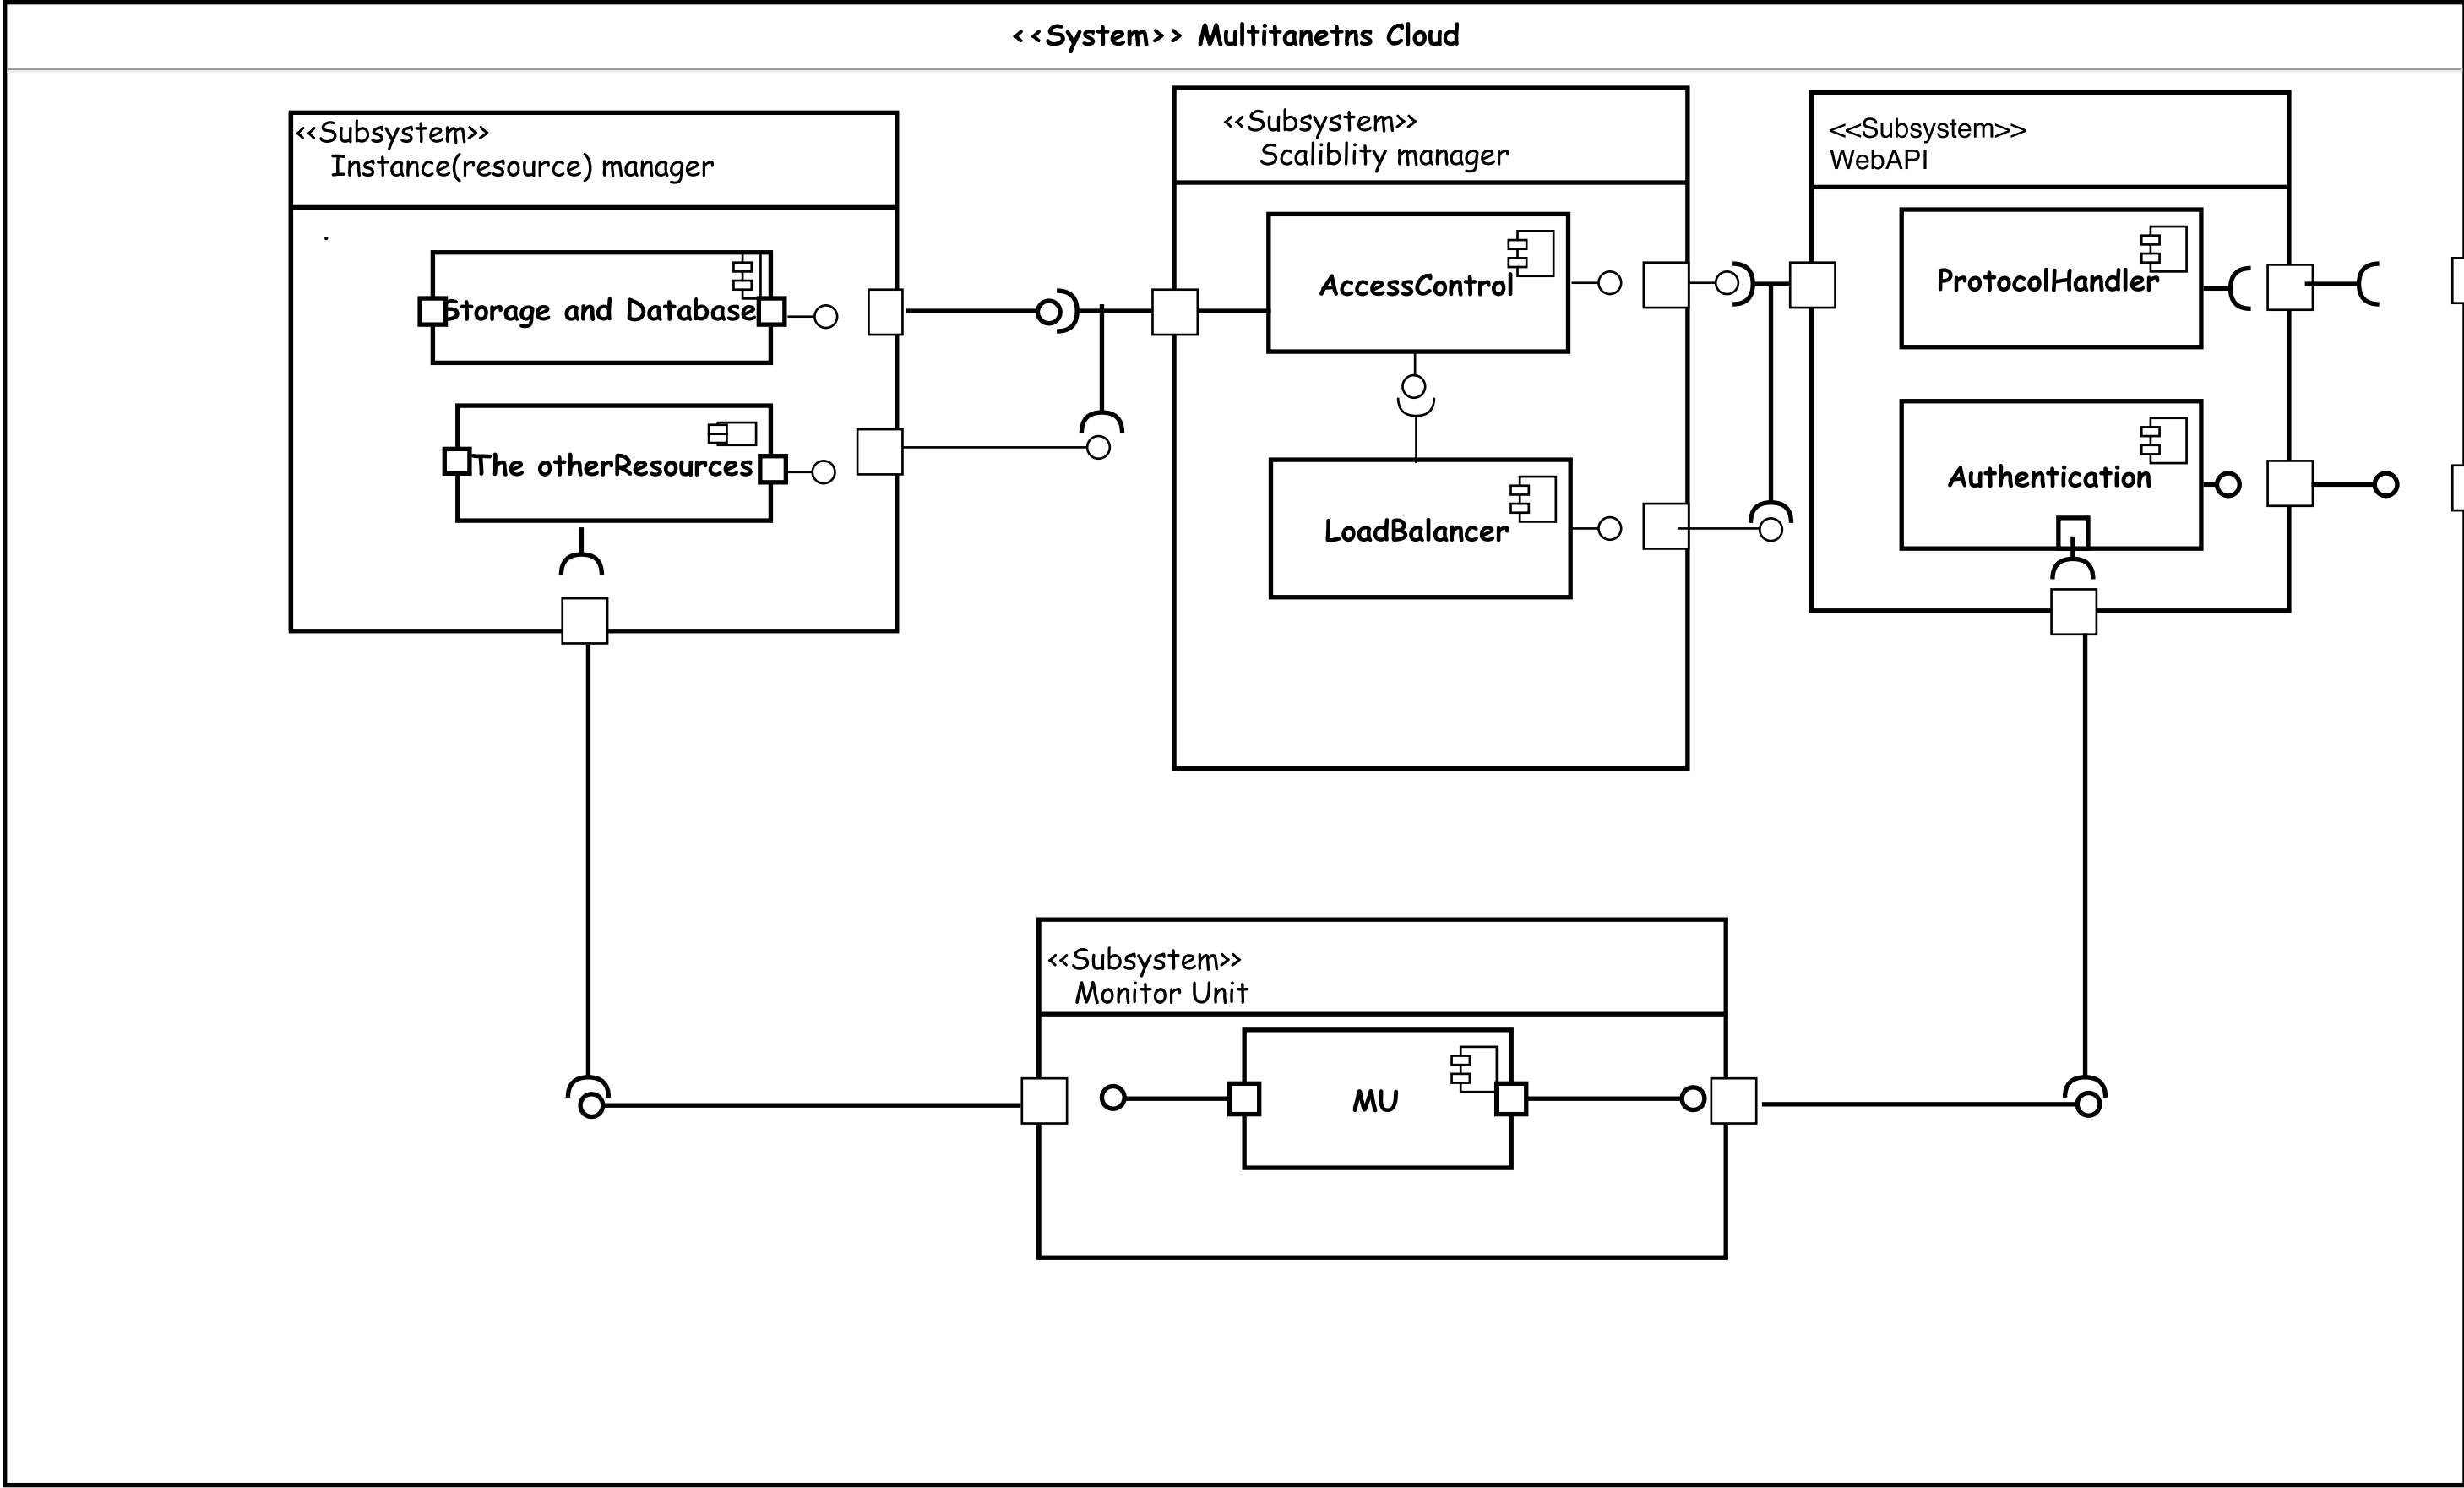 <<System>> Multitanetns Cloud
<<Subsystem>>
Instance(resource) manager
Storage and Database
The otherResources
<<Subsystem>>
Scaliblity manager
AccessControl
LoadBalancer
<<Subsystem>>
WebAPI
ProtocolHandler
Authentication
<<Subsystem>>
Monitor Unit
MU